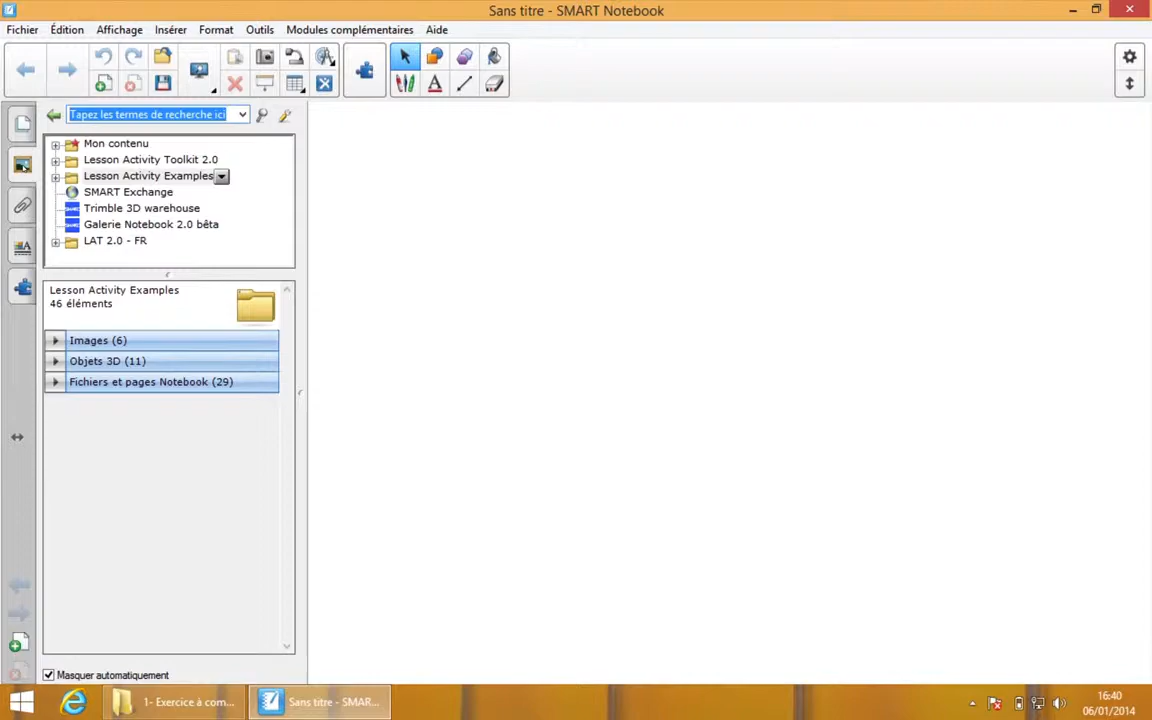 Sans titre - SMART Notebook
Fichier Édition Affichage Insérer Format Outils Modules complémentaires Aide
Tapez les termes de recherche ici
Mon contenu
Lesson Activity Toolkit 2.0
Lesson Activity Examples
SMART Exchange
Trimble 3D warehouse
Galerie Notebook 2.0 bêta
LAT 2.0 - FR
Lesson Activity Examples
46 éléments
Images (6)
Objets 3D (11)
Fichiers et pages Notebook (29)
Masquer automatiquement
1- Exercice à com...
Sans titre - SMAR...
16:40
06/01/2014